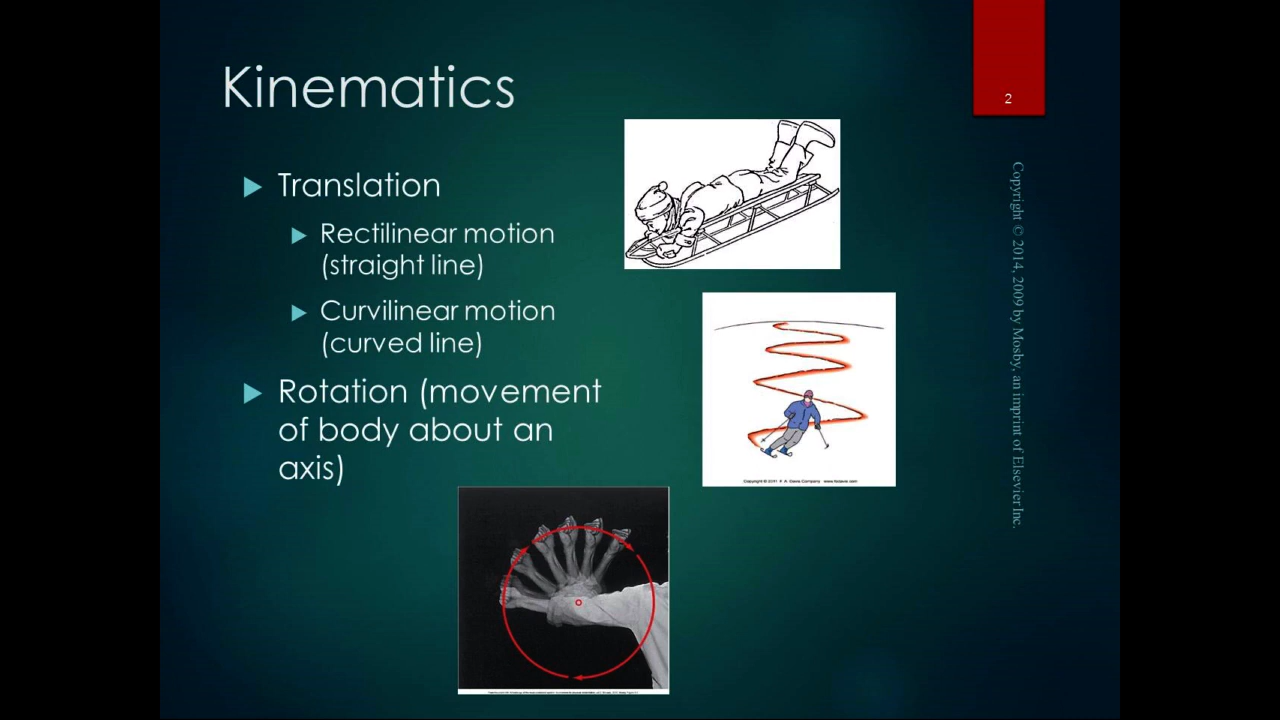 Kinematics
2
Translation
Rectilinear motion
(straight line)
Curvilinear motion
(curved line)
Rotation (movement
of body about an
axis)
Copyright © 2014, 2009 by Mosby, an imprint of Elsevier Inc.